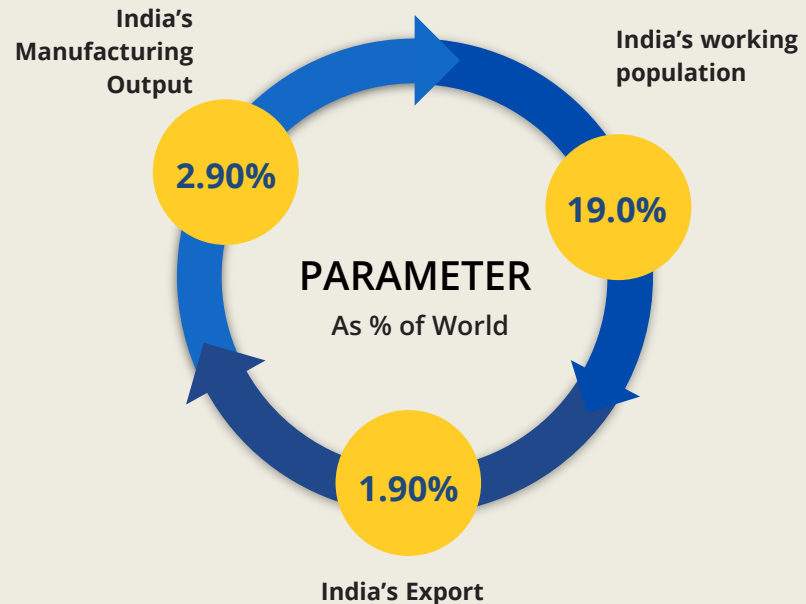 India’s
Manufacturing
Output
India’s working
population
2.90%
19.0%
PARAMETER
As % of World
1.90%
India’s Export